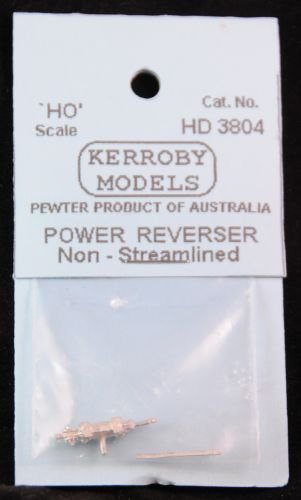 'HO' Cat. No.
Scale HD 3804
KERROBY
MODELS
PEWTER PRODUCT OF AUSTRALIA
POWER REVERSER
Non - Streamlined